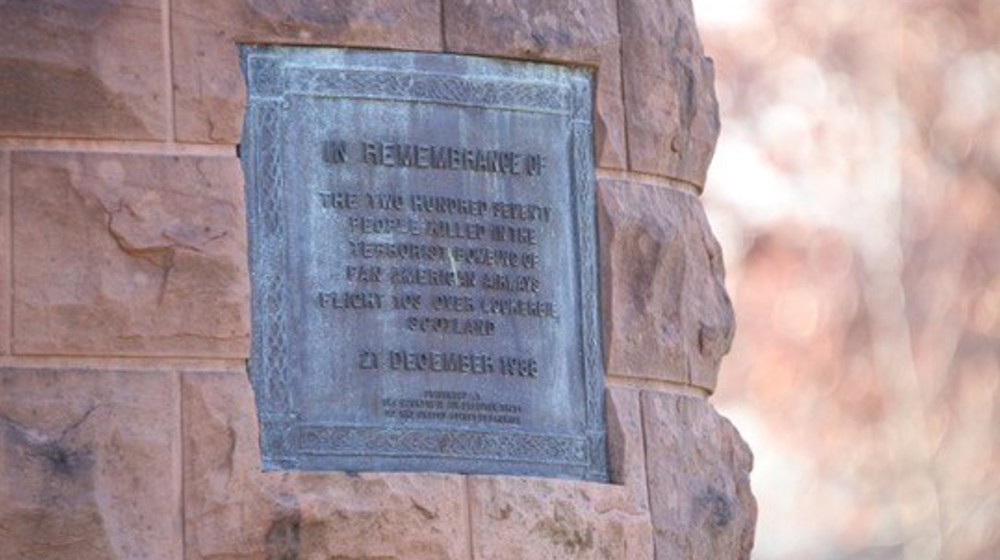 IN REMEMBRANCE OF
THE TWO HUNDRED SEVENTY
PEOPLE KILLED IN THE
TERRORIST BOMBING OF
PAN AMERICAN AIRWAYS
FLIGHT 103 OVER LOCKERBIE
SCOTLAND
21 DECEMBER 1988